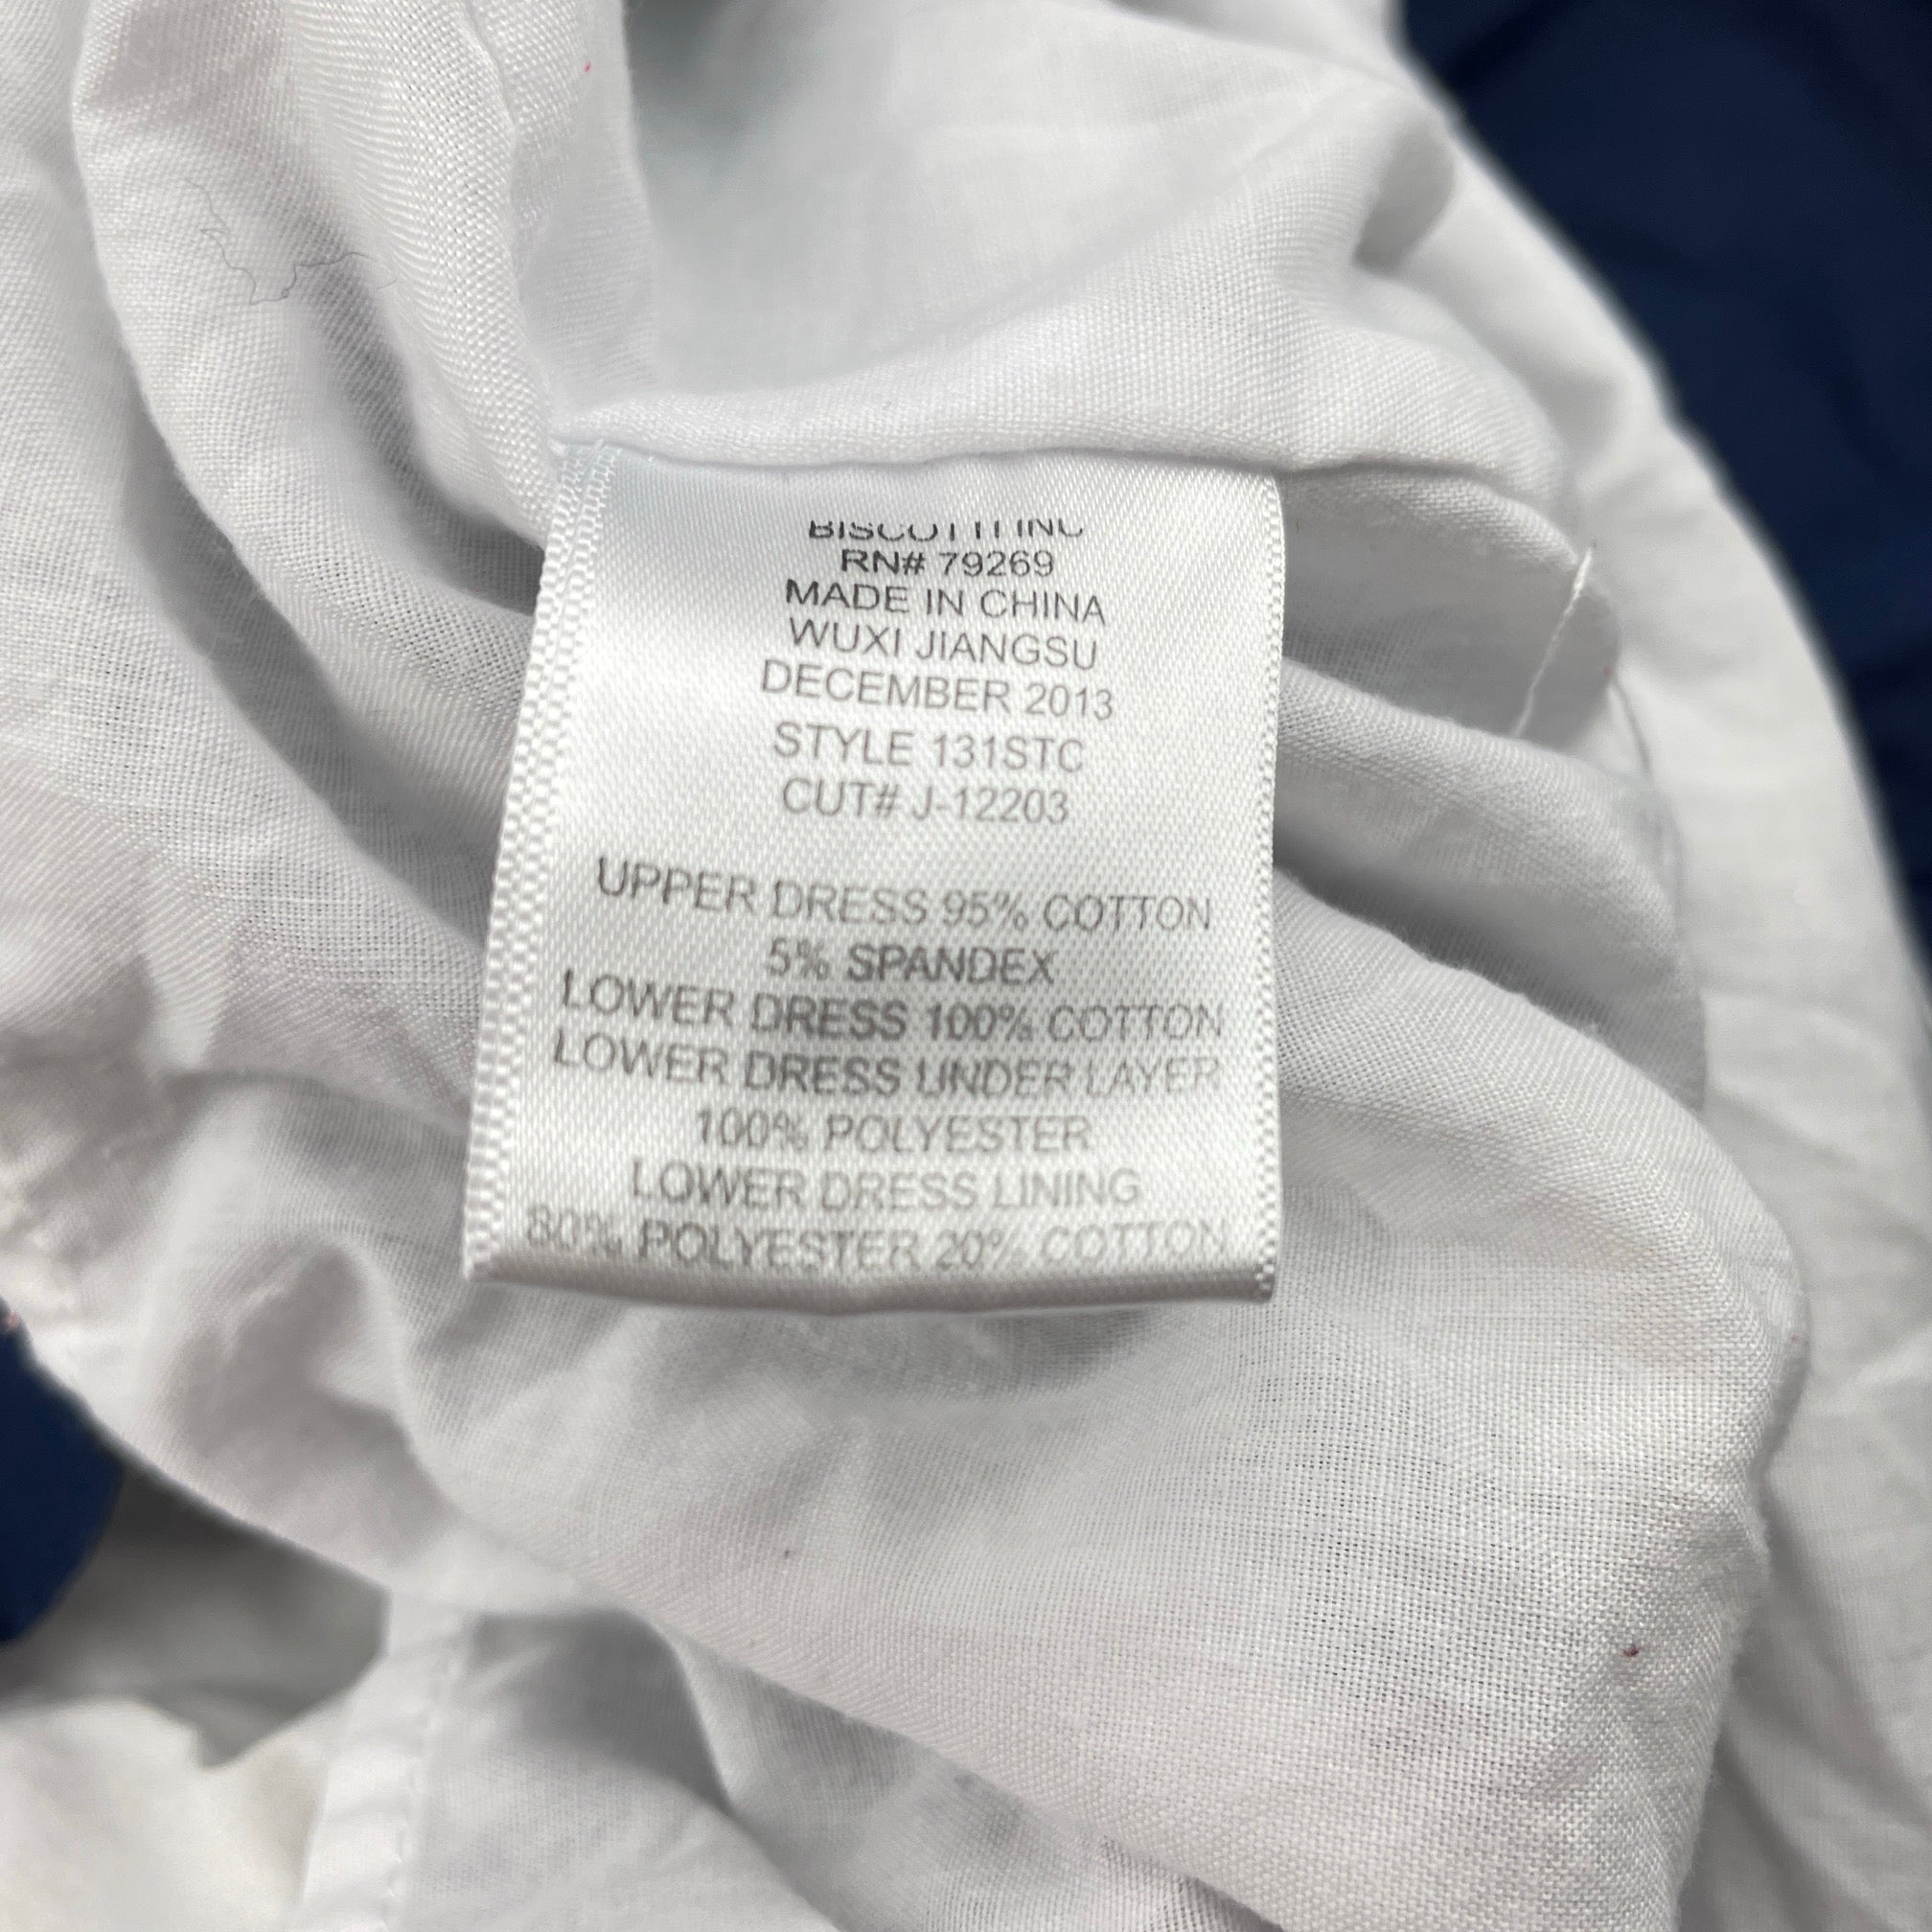 BISCOTTI INC
RN# 79269
MADE IN CHINA
WUXI JIANGSU
DECEMBER 2013
STYLE 131STC
CUT# J-12203
UPPER DRESS 95% COTTON
5% SPANDEX
LOWER DRESS 100% COTTON
LOWER DRESS UNDER LAYER
100% POLYESTER
LOWER DRESS LINING
80% POLYESTER 20% COTTON